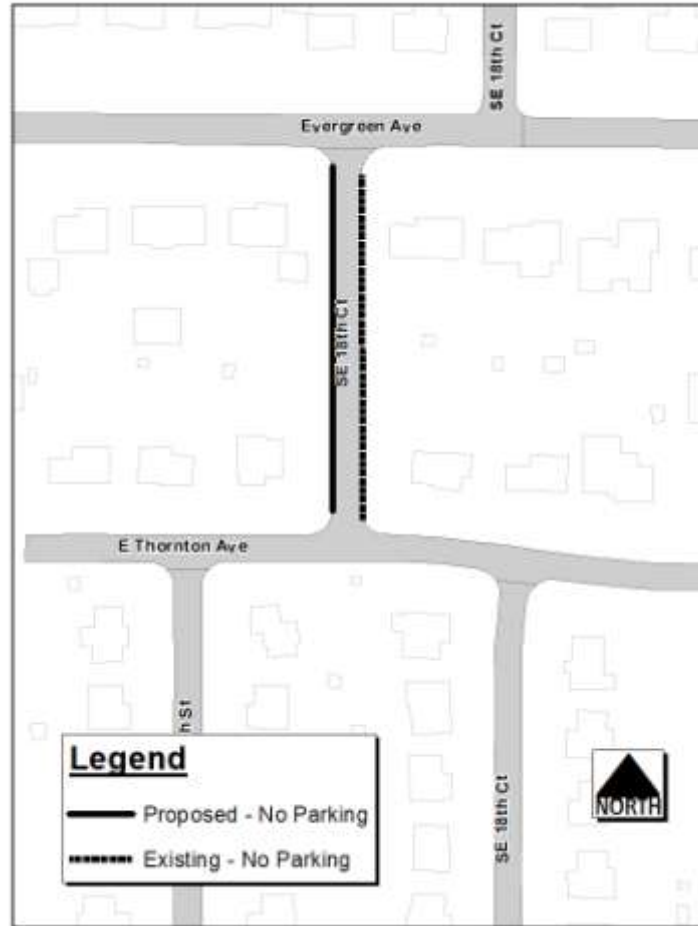 SE 18th Ct
Evergreen Ave
SE 18th Ct
E Thornton Ave
h St
Legend
Proposed - No Parking
Existing - No Parking
NORTH
SE 18th Ct